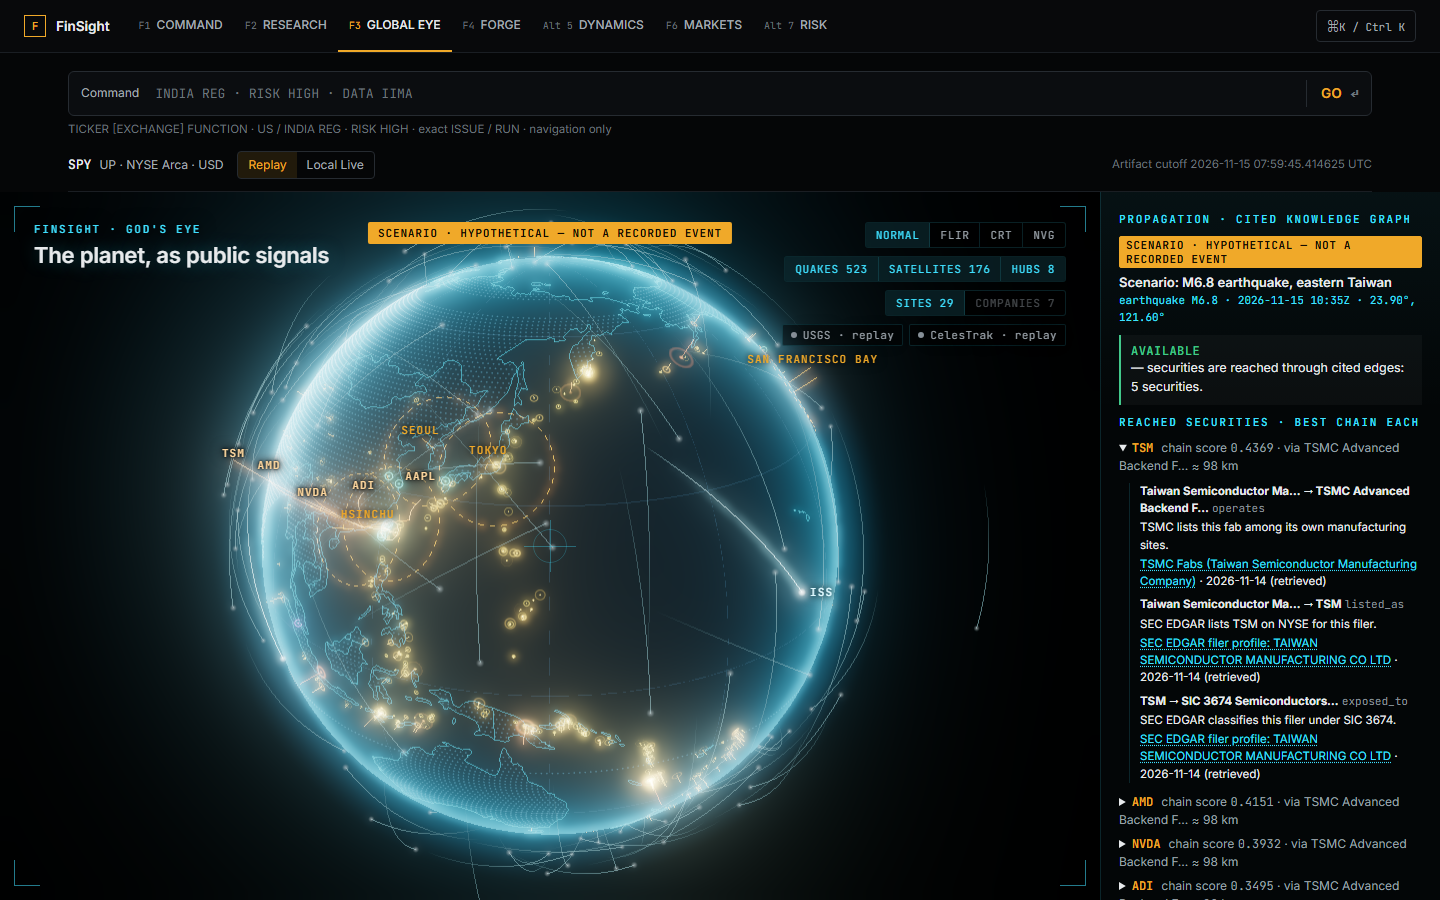 F FinSight F1 COMMAND F2 RESEARCH F3 GLOBAL EYE F4 FORGE Alt 5 DYNAMICS F6 MARKETS Alt 7 RISK ⌘K / Ctrl K
Command INDIA REG · RISK HIGH · DATA IIMA GO ↵
TICKER [EXCHANGE] FUNCTION · US / INDIA REG · RISK HIGH · exact ISSUE / RUN · navigation only
SPY UP · NYSE Arca · USD Replay Local Live Artifact cutoff 2026-11-15 07:59:45.414625 UTC
FINSIGHT · GOD'S EYE
The planet, as public signals
SCENARIO · HYPOTHETICAL — NOT A RECORDED EVENT
NORMAL FLIR CRT NVG
QUAKES 523 SATELLITES 176 HUBS 8
SITES 29 COMPANIES 7
USGS · replay CelesTrak · replay
SAN FRANCISCO BAY
SEOUL
TOKYO
TSM
AMD
AAPL
ADI
NVDA
HSINCHU
ISS
PROPAGATION · CITED KNOWLEDGE GRAPH
SCENARIO · HYPOTHETICAL — NOT A
RECORDED EVENT
Scenario: M6.8 earthquake, eastern Taiwan
earthquake M6.8 · 2026-11-15 10:35Z · 23.90°,
121.60°
AVAILABLE
— securities are reached through cited edges:
5 securities.
REACHED SECURITIES · BEST CHAIN EACH
▼ TSM chain score 0.4369 · via TSMC Advanced
Backend F... ≈ 98 km
Taiwan Semiconductor Ma... → TSMC Advanced
Backend F... operates
TSMC lists this fab among its own manufacturing
sites.
TSMC Fabs (Taiwan Semiconductor Manufacturing
Company) · 2026-11-14 (retrieved)
Taiwan Semiconductor Ma... → TSM listed_as
SEC EDGAR lists TSM on NYSE for this filer.
SEC EDGAR filer profile: TAIWAN
SEMICONDUCTOR MANUFACTURING CO LTD ·
2026-11-14 (retrieved)
TSM → SIC 3674 Semiconductors... exposed_to
SEC EDGAR classifies this filer under SIC 3674.
SEC EDGAR filer profile: TAIWAN
SEMICONDUCTOR MANUFACTURING CO LTD ·
2026-11-14 (retrieved)
▶ AMD chain score 0.4151 · via TSMC Advanced
Backend F... ≈ 98 km
▶ NVDA chain score 0.3932 · via TSMC Advanced
Backend F... ≈ 98 km
▶ ADI chain score 0.3495 · via TSMC Advanced